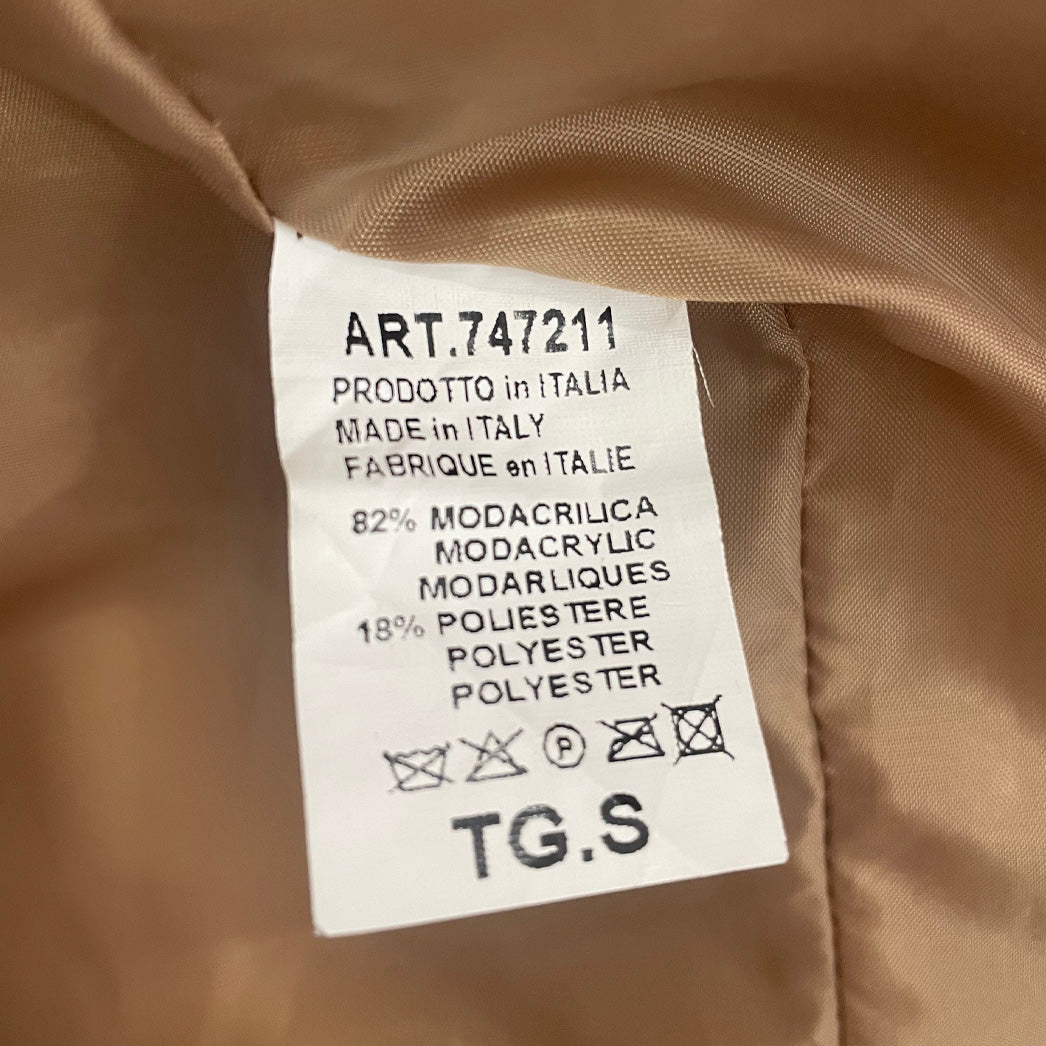 ART.747211
PRODOTTO in ITALIA
MADE in ITALY
FABRIQUE en ITALIE
82% MODACRILICA
MODACRYLIC
MODARLIQUES
18% POLIESTERE
POLYESTER
POLYESTER
P
TG.S